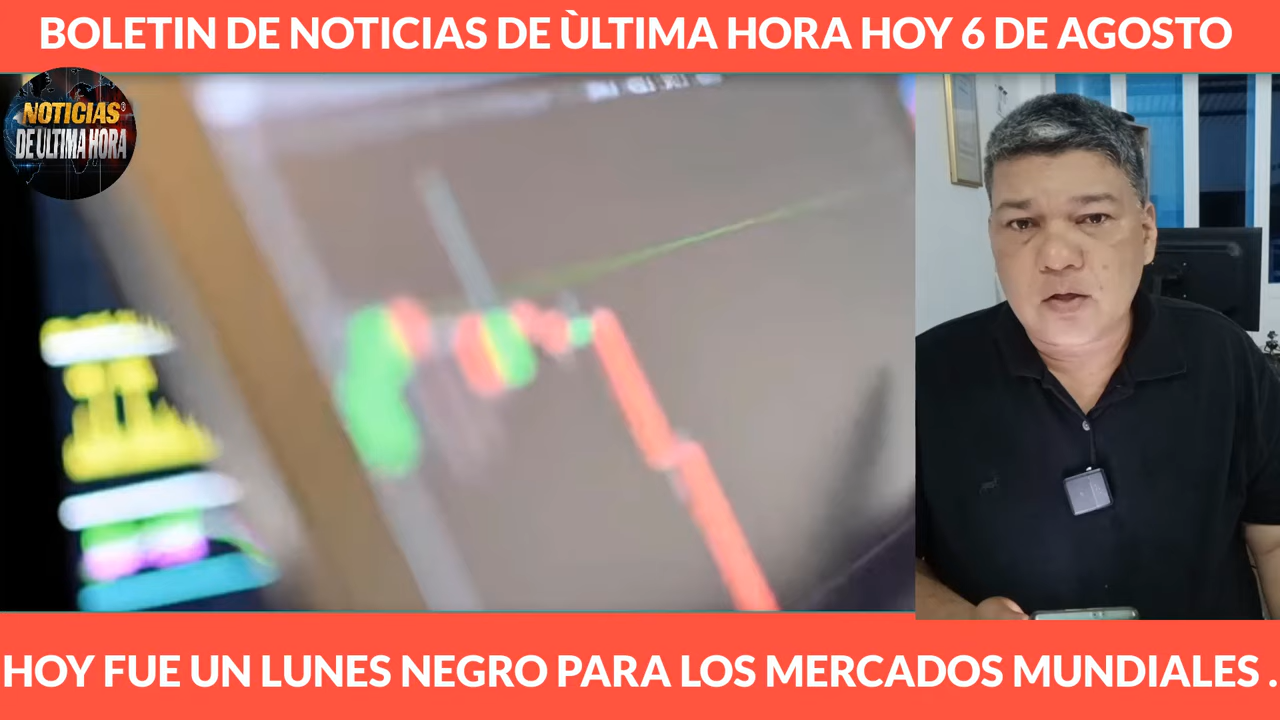 BOLETIN DE NOTICIAS DE ÙLTIMA HORA HOY 6 DE AGOSTO
NOTICIAS®
DE ULTIMA HORA
HOY FUE UN LUNES NEGRO PARA LOS MERCADOS MUNDIALES .